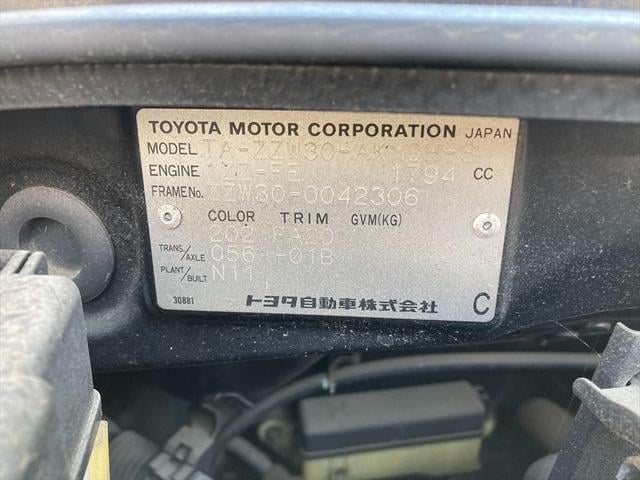 TOYOTA MOTOR CORPORATION JAPAN
MODEL TA-ZZW30-
ENGINE 1ZZ-FE 1794 CC
FRAME No. ZZW30-0042306
COLOR TRIM GVM(KG)
202 FA20
TRANS./AXLE C56 -01B
PLANT/BUILT N11
30881 トヨタ自動車株式会社 C